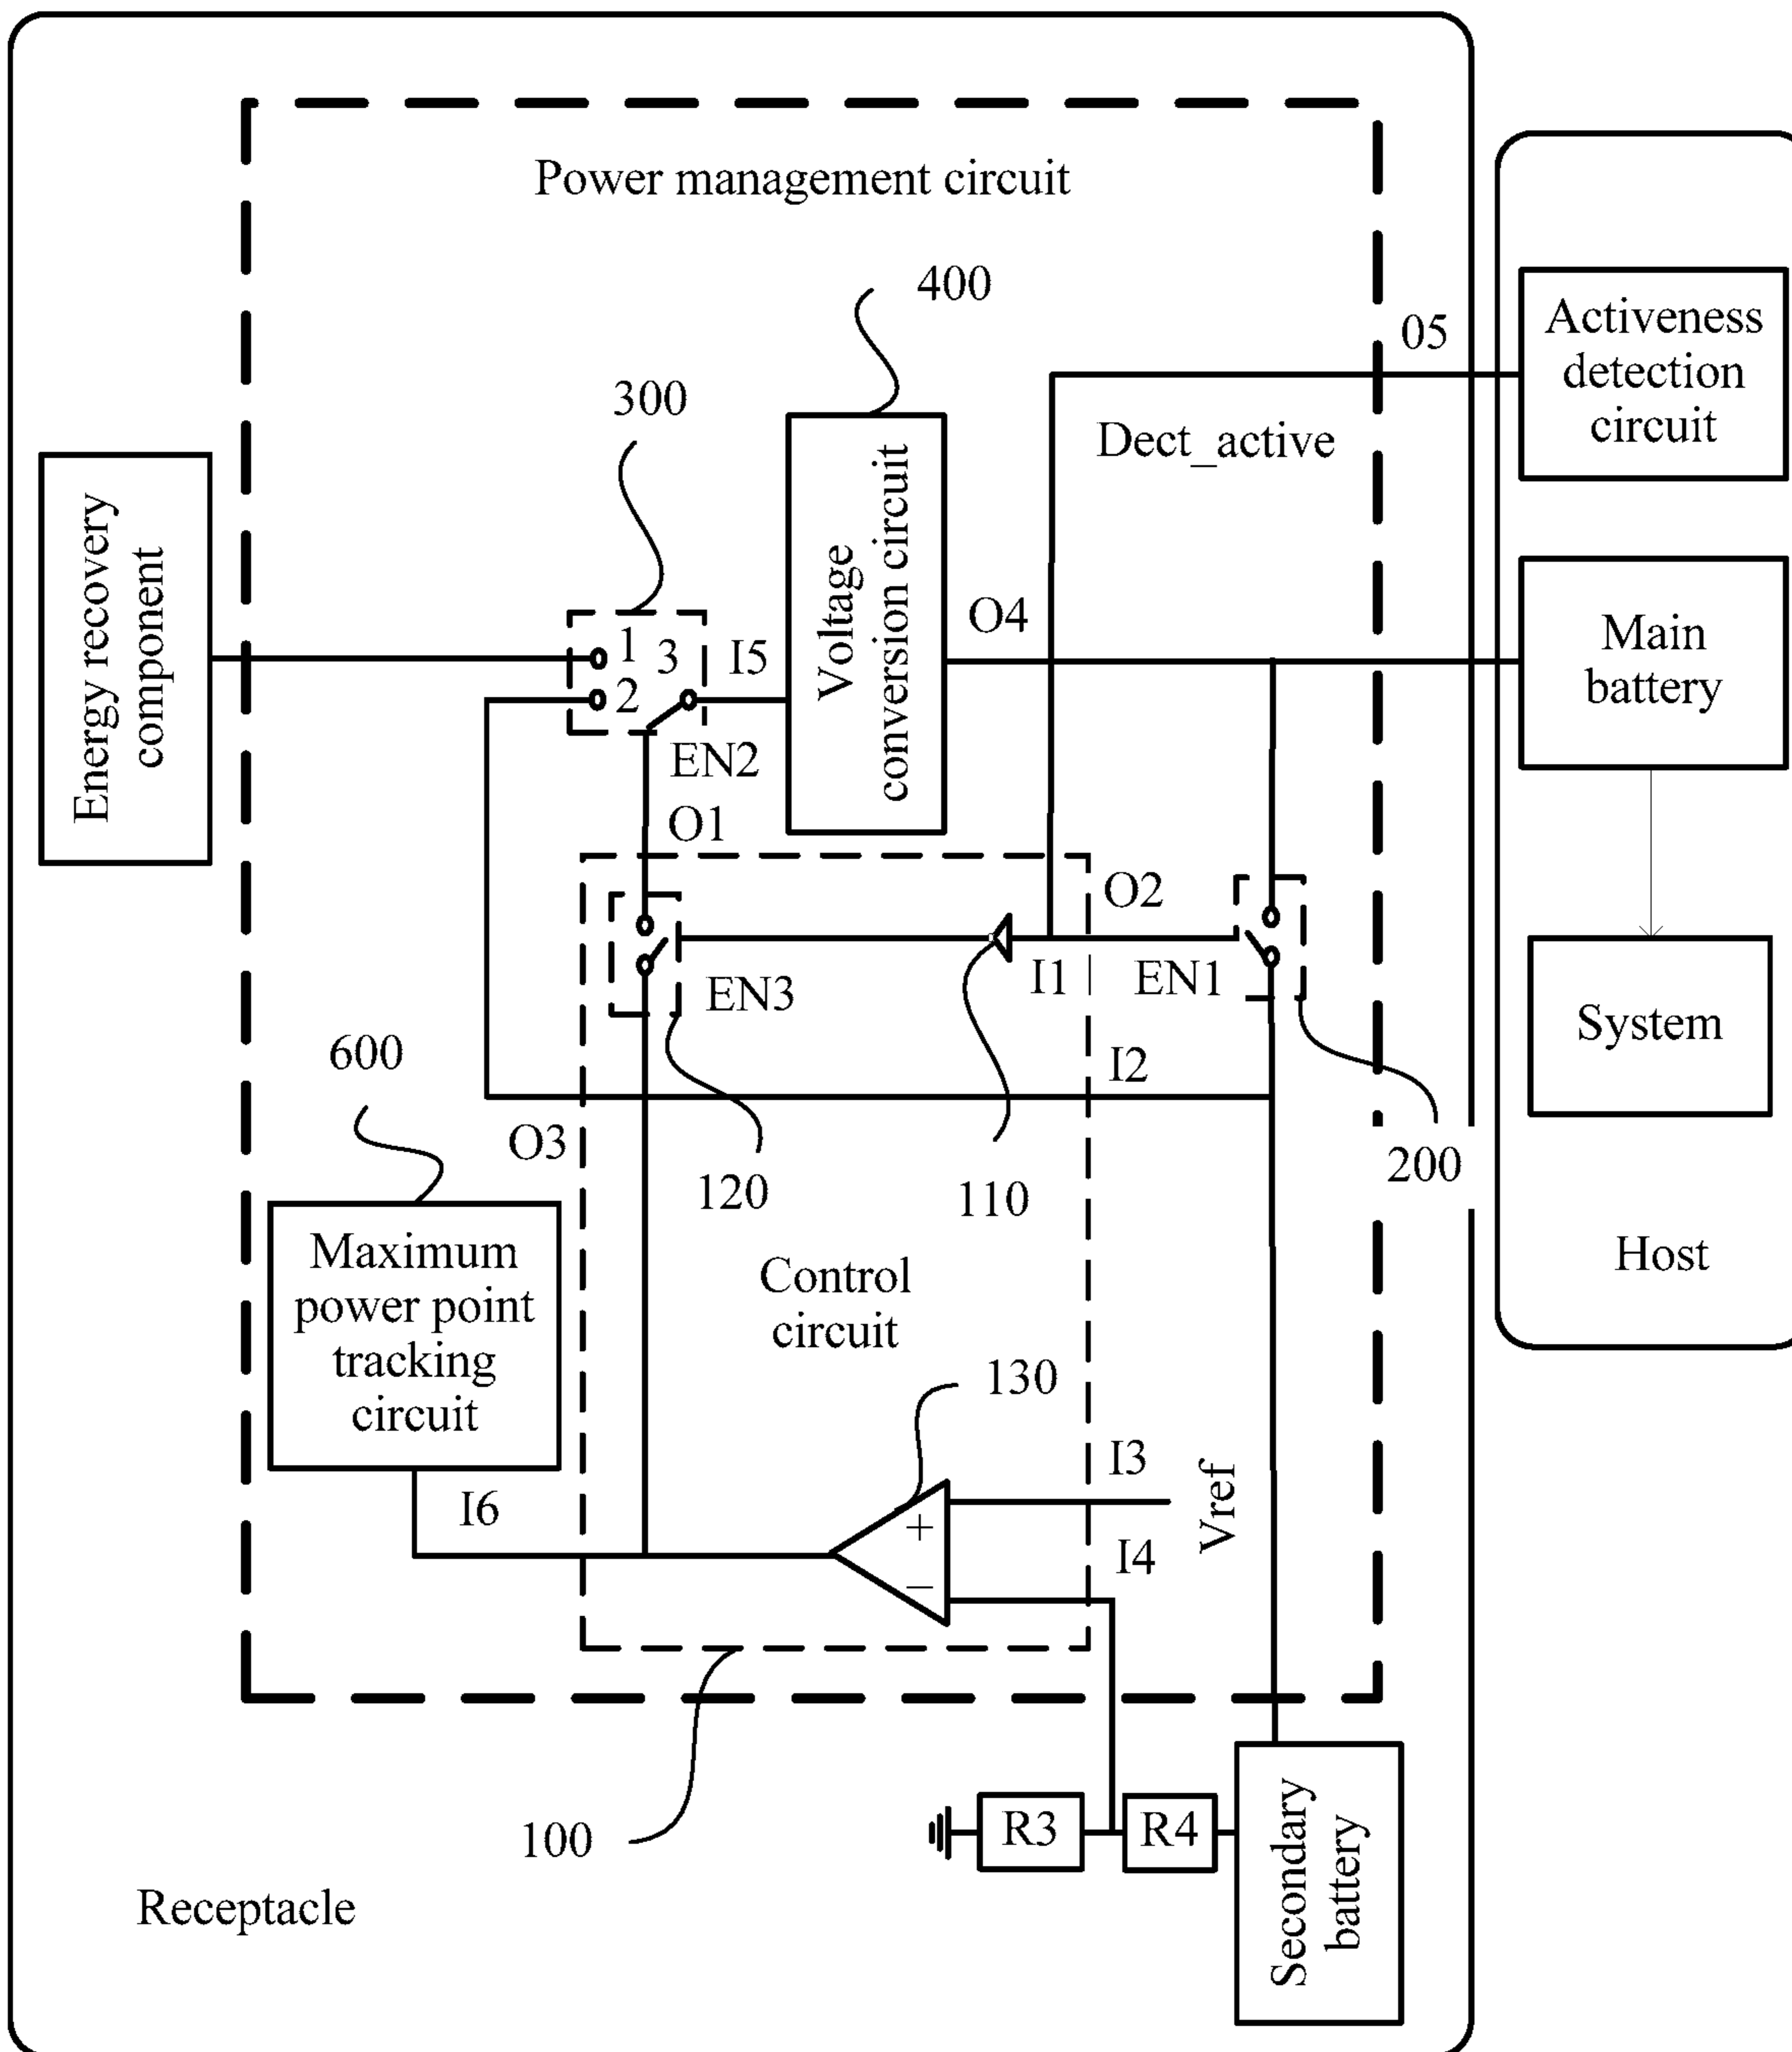 Power management circuit
400
05
Activeness
detection
circuit
300
Dect_active
Energy recovery
component
Voltage
conversion circuit
O4
Main
battery
1
3
I5
2
EN2
O1
O2
I1
EN1
EN3
System
600
I2
O3
200
120
110
Maximum
power point
tracking
circuit
Control
circuit
Host
130
I3
Vref
I6
+
I4
−
100
R3
R4
Secondary
battery
Receptacle